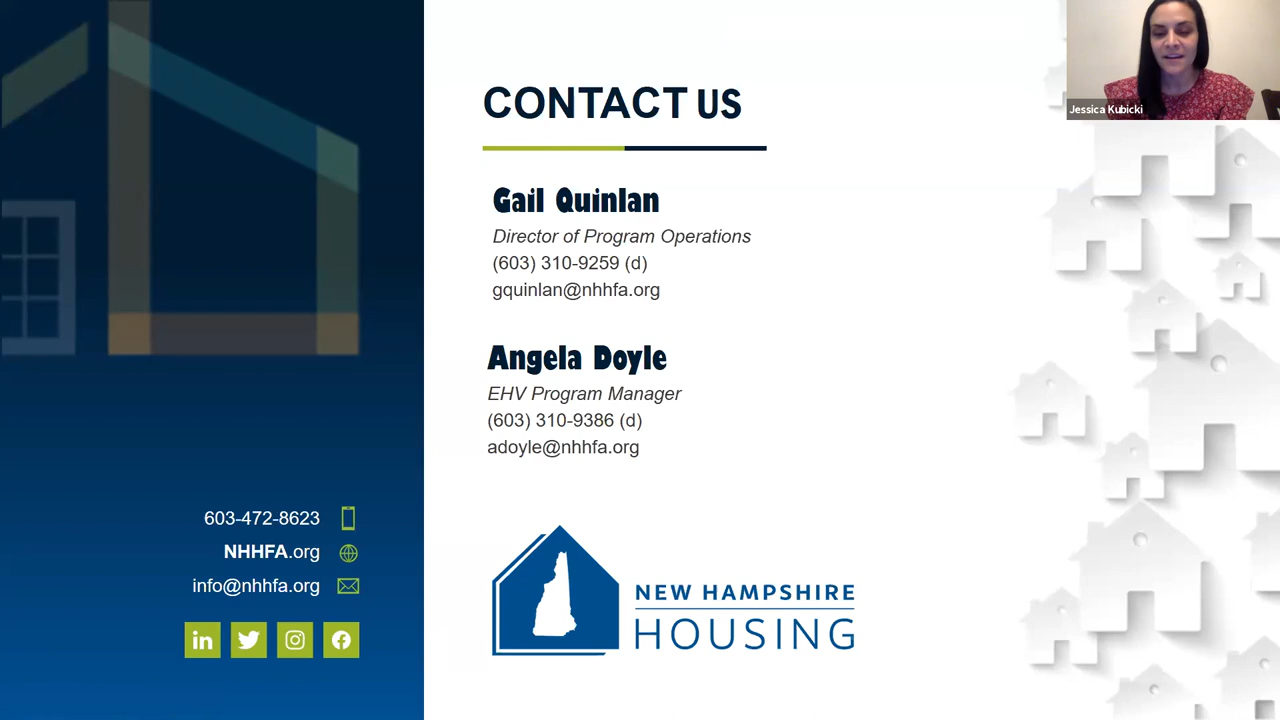 CONTACT US
Gail Quinlan
Director of Program Operations
(603) 310-9259 (d)
gquinlan@nhhfa.org
Angela Doyle
EHV Program Manager
(603) 310-9386 (d)
adoyle@nhhfa.org
603-472-8623
NHHFA.org
info@nhhfa.org
in
NEW HAMPSHIRE
HOUSING
Jessica Kubicki